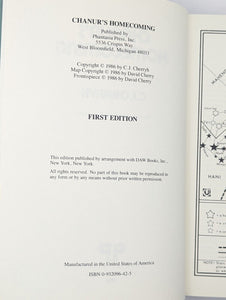 CHANUR'S HOMECOMING
Published by
Phantasia Press, Inc.
5536 Crispin Way
West Bloomfield, Michigan 48033
Copyright © 1986 by C.J. Cherryh
Map Copyright © 1986 by David Cherry
Frontispiece © 1986 by David Cherry
FIRST EDITION
This edition published by arrangement with DAW Books, Inc.,
New York, New York.
All rights reserved. No part of this book may be reproduced in
any form or by any means without prior written permission.
Manufactured in the United States of America
ISBN 0-932096-42-5
HANI